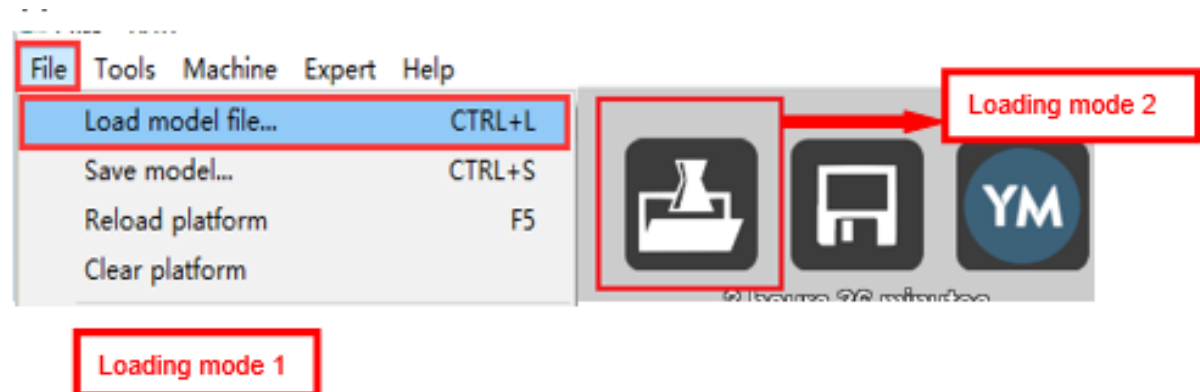 File Tools Machine Expert Help
Load model file... CTRL+L
Save model... CTRL+S
Reload platform F5
Clear platform
Loading mode 2
YM
Loading mode 1